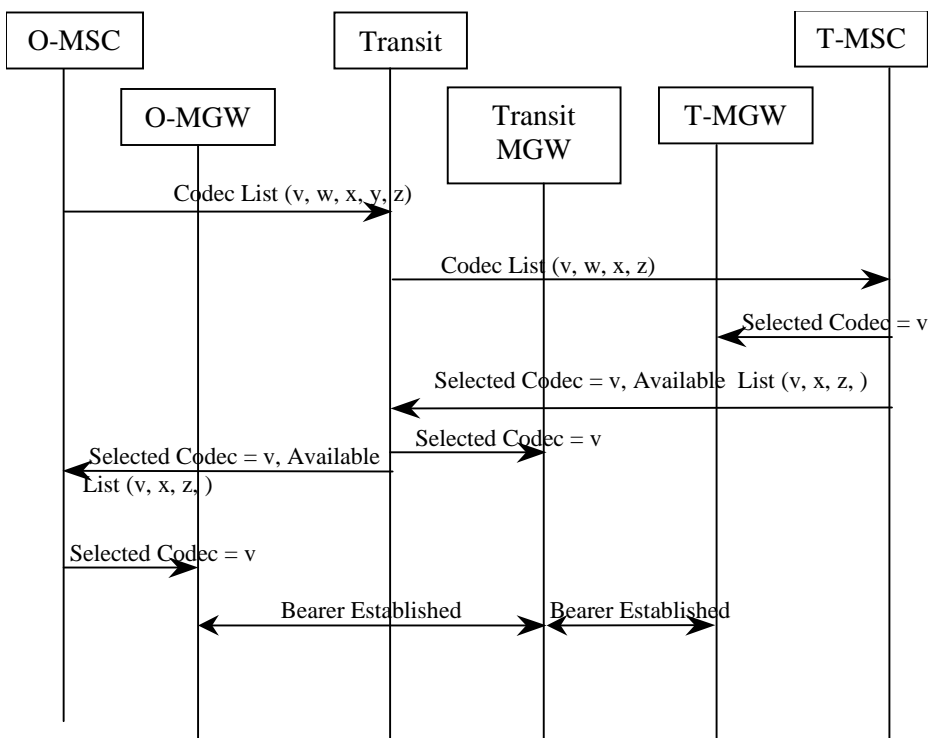 O-MSC
Transit
T-MSC
O-MGW
Transit
MGW
T-MGW
Codec List (v, w, x, y, z)
Codec List (v, w, x, z)
Selected Codec = v
Selected Codec = v, Available List (v, x, z, )
Selected Codec = v
Selected Codec = v, Available
List (v, x, z, )
Selected Codec = v
Bearer Established
Bearer Established